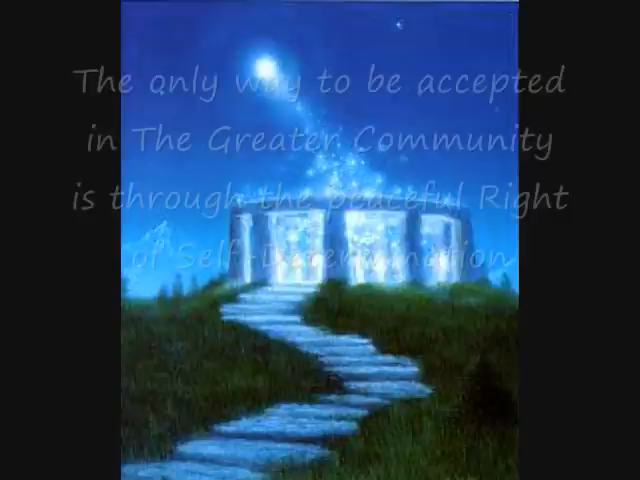 The only way to be accepted
in The Greater Community
is through the peaceful Right
of Self-Determination